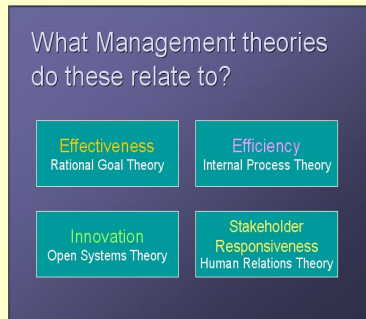 What Management theories
do these relate to?
Effectiveness
Rational Goal Theory
Efficiency
Internal Process Theory
Innovation
Open Systems Theory
Stakeholder
Responsiveness
Human Relations Theory